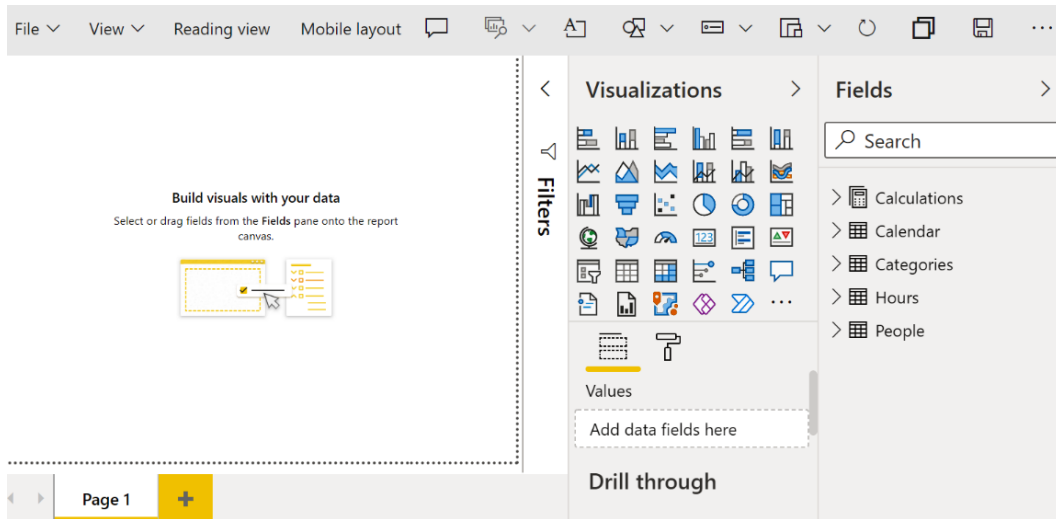 File View Reading view Mobile layout
Visualizations
Fields
Search
Filters
Build visuals with your data
Select or drag fields from the Fields pane onto the report
canvas.
123
Calculations
Calendar
Categories
Hours
People
Values
Add data fields here
Drill through
Page 1